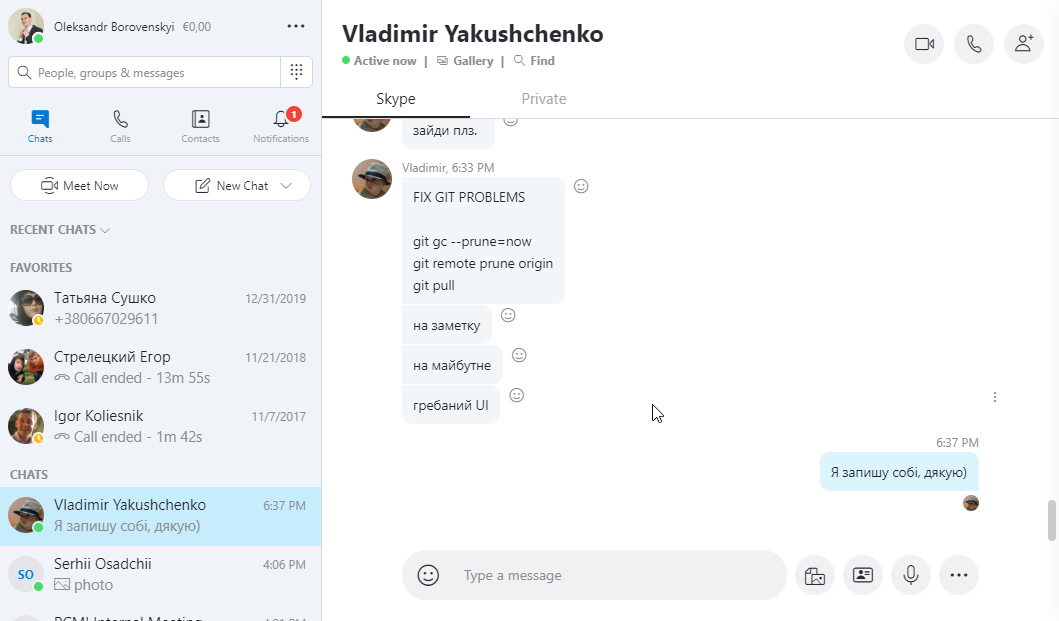 Oleksandr Borovenskyi €0,00
People, groups & messages
Chats
Calls
Contacts
Notifications
1
Meet Now
New Chat
RECENT CHATS
FAVORITES
Татьяна Сушко 12/31/2019
+380667029611
Стрелецкий Егор 11/21/2018
Call ended - 13m 55s
Igor Koliesnik 11/7/2017
Call ended - 1m 42s
CHATS
Vladimir Yakushchenko 6:37 PM
Я запишу собі, дякую)
SO
Serhii Osadchii 4:06 PM
photo
Vladimir Yakushchenko
Active now | Gallery | Find
Skype
Private
зайди плз.
Vladimir, 6:33 PM
FIX GIT PROBLEMS
git gc --prune=now
git remote prune origin
git pull
на заметку
на майбутне
гребаний UI
6:37 PM
Я запишу собі, дякую)
Type a message